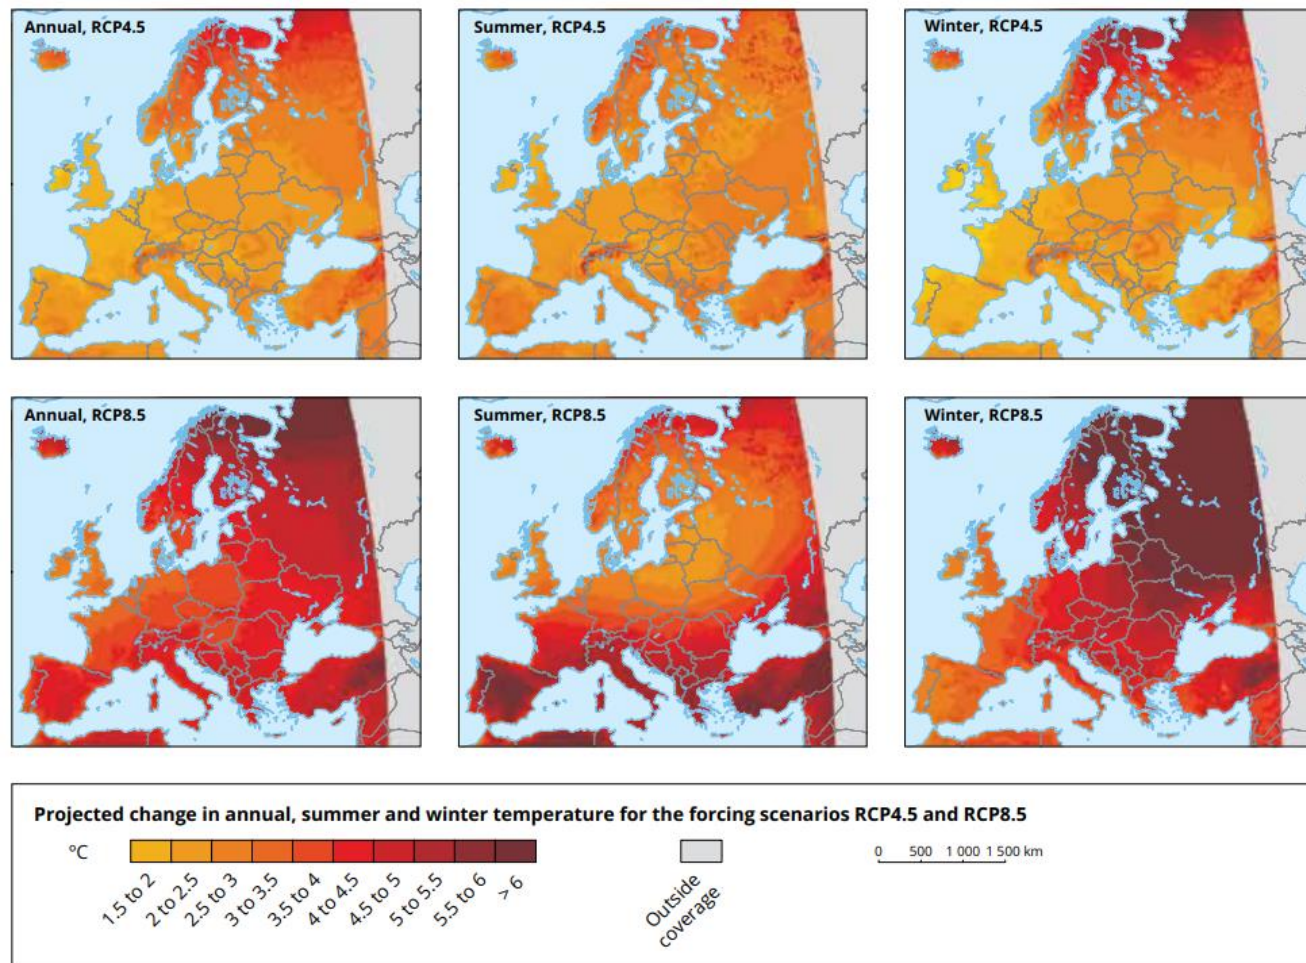 Annual, RCP4.5
Summer, RCP4.5
Winter, RCP4.5
Annual, RCP8.5
Summer, RCP8.5
Winter, RCP8.5
Projected change in annual, summer and winter temperature for the forcing scenarios RCP4.5 and RCP8.5
ºC
1.5 to 2
2 to 2.5
2.5 to 3
3 to 3.5
3.5 to 4
4 to 4.5
4.5 to 5
5 to 5.5
5.5 to 6
> 6
Outside
coverage
0 500 1 000 1 500 km